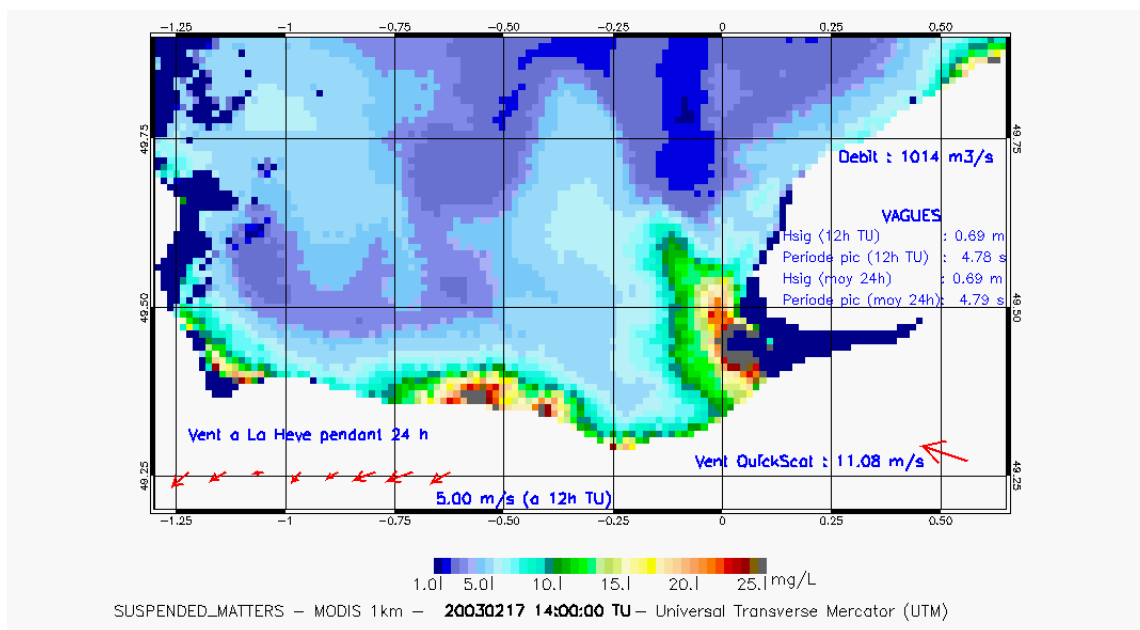 -1.25 -1 -0.75 -0.50 -0.25 0 0.25 0.50
49.75 49.75
Debit : 1014 m3/s
VAGUES
Hsig (12h TU) : 0.69 m
Periode pic (12h TU) : 4.78 s
Hsig (moy 24h) : 0.69 m
Periode pic (moy 24h): 4.79 s
49.50 49.50
Vent a La Heve pendant 24 h
Vent QuickScat : 11.08 m/s
49.25 49.25
5.00 m/s (a 12h TU)
-1.25 -1 -0.75 -0.50 -0.25 0 0.25 0.50
1.0| 5.0| 10.| 15.| 20.| 25.| mg/L
SUSPENDED_MATTERS - MODIS 1km - 20030217 14:00:00 TU - Universal Transverse Mercator (UTM)